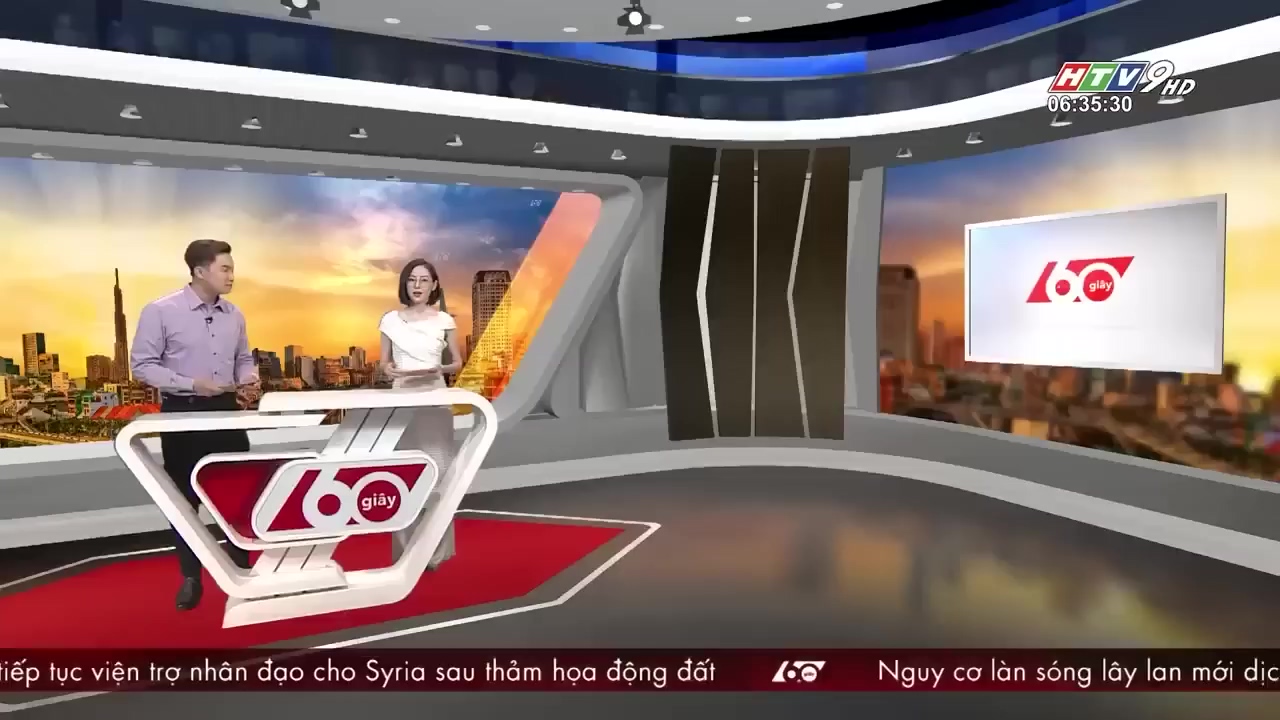 HTV9 HD
06:35:30
60 giây
60 giây
tiếp tục viện trợ nhân đạo cho Syria sau thảm họa động đất 60 giây Nguy cơ làn sóng lây lan mới dịc